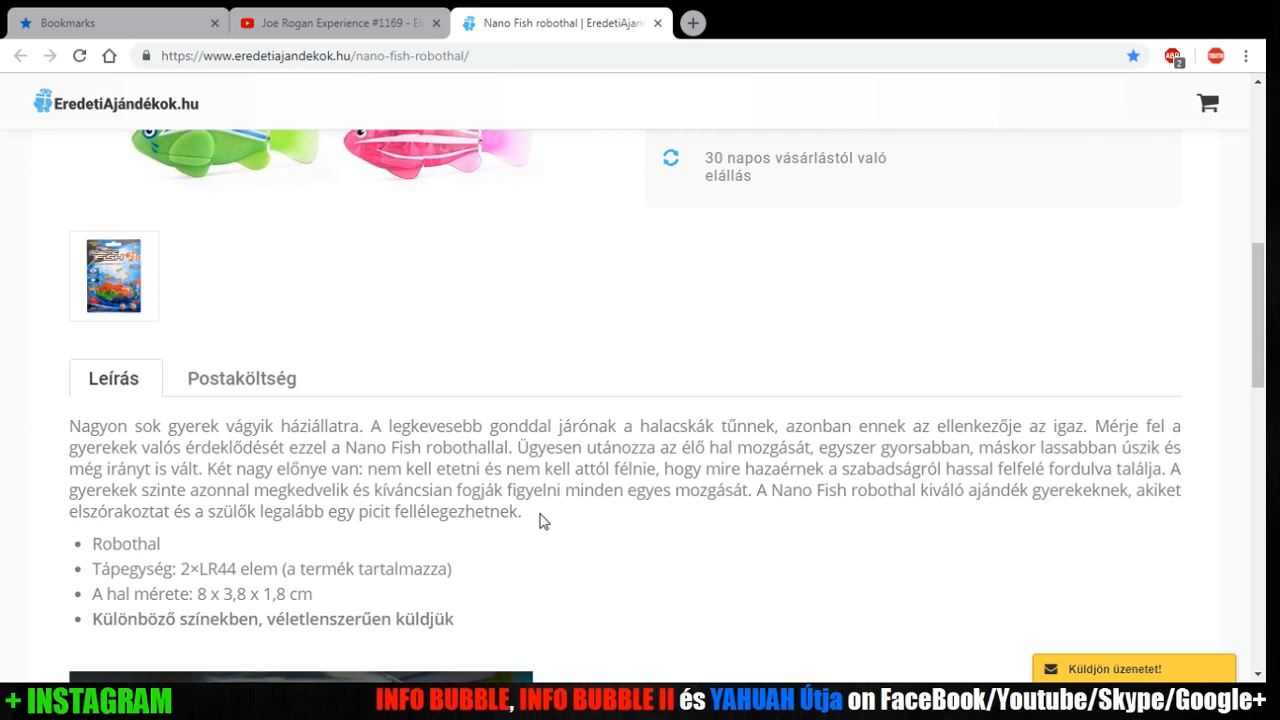 Bookmarks
Joe Rogan Experience #1169 - El
Nano Fish robothal | EredetiAján
https://www.eredetiajandekok.hu/nano-fish-robothal/
ABP
2
TRUTH
EredetiAjándékok.hu
30 napos vásárlástól való
elállás
FISH
Leírás
Postaköltség
Nagyon sok gyerek vágyik háziállatra. A legkevesebb gonddal járónak a halacskák tűnnek, azonban ennek az ellenkezője az igaz. Mérje fel a
gyerekek valós érdeklődését ezzel a Nano Fish robothallal. Ügyesen utánozza az élő hal mozgását, egyszer gyorsabban, máskor lassabban úszik és
még irányt is vált. Két nagy előnye van: nem kell etetni és nem kell attól félnie, hogy mire hazaérnek a szabadságról hassal felfelé fordulva találja. A
gyerekek szinte azonnal megkedvelik és kíváncsian fogják figyelni minden egyes mozgását. A Nano Fish robothal kiváló ajándék gyerekeknek, akiket
elszórakoztat és a szülők legalább egy picit fellélegezhetnek.
Robothal
Tápegység: 2×LR44 elem (a termék tartalmazza)
A hal mérete: 8 x 3,8 x 1,8 cm
Különböző színekben, véletlenszerűen küldjük
Küldjön üzenetet!
+ INSTAGRAM
INFO BUBBLE, INFO BUBBLE II és YAHUAH Útja on FaceBook/Youtube/Skype/Google+